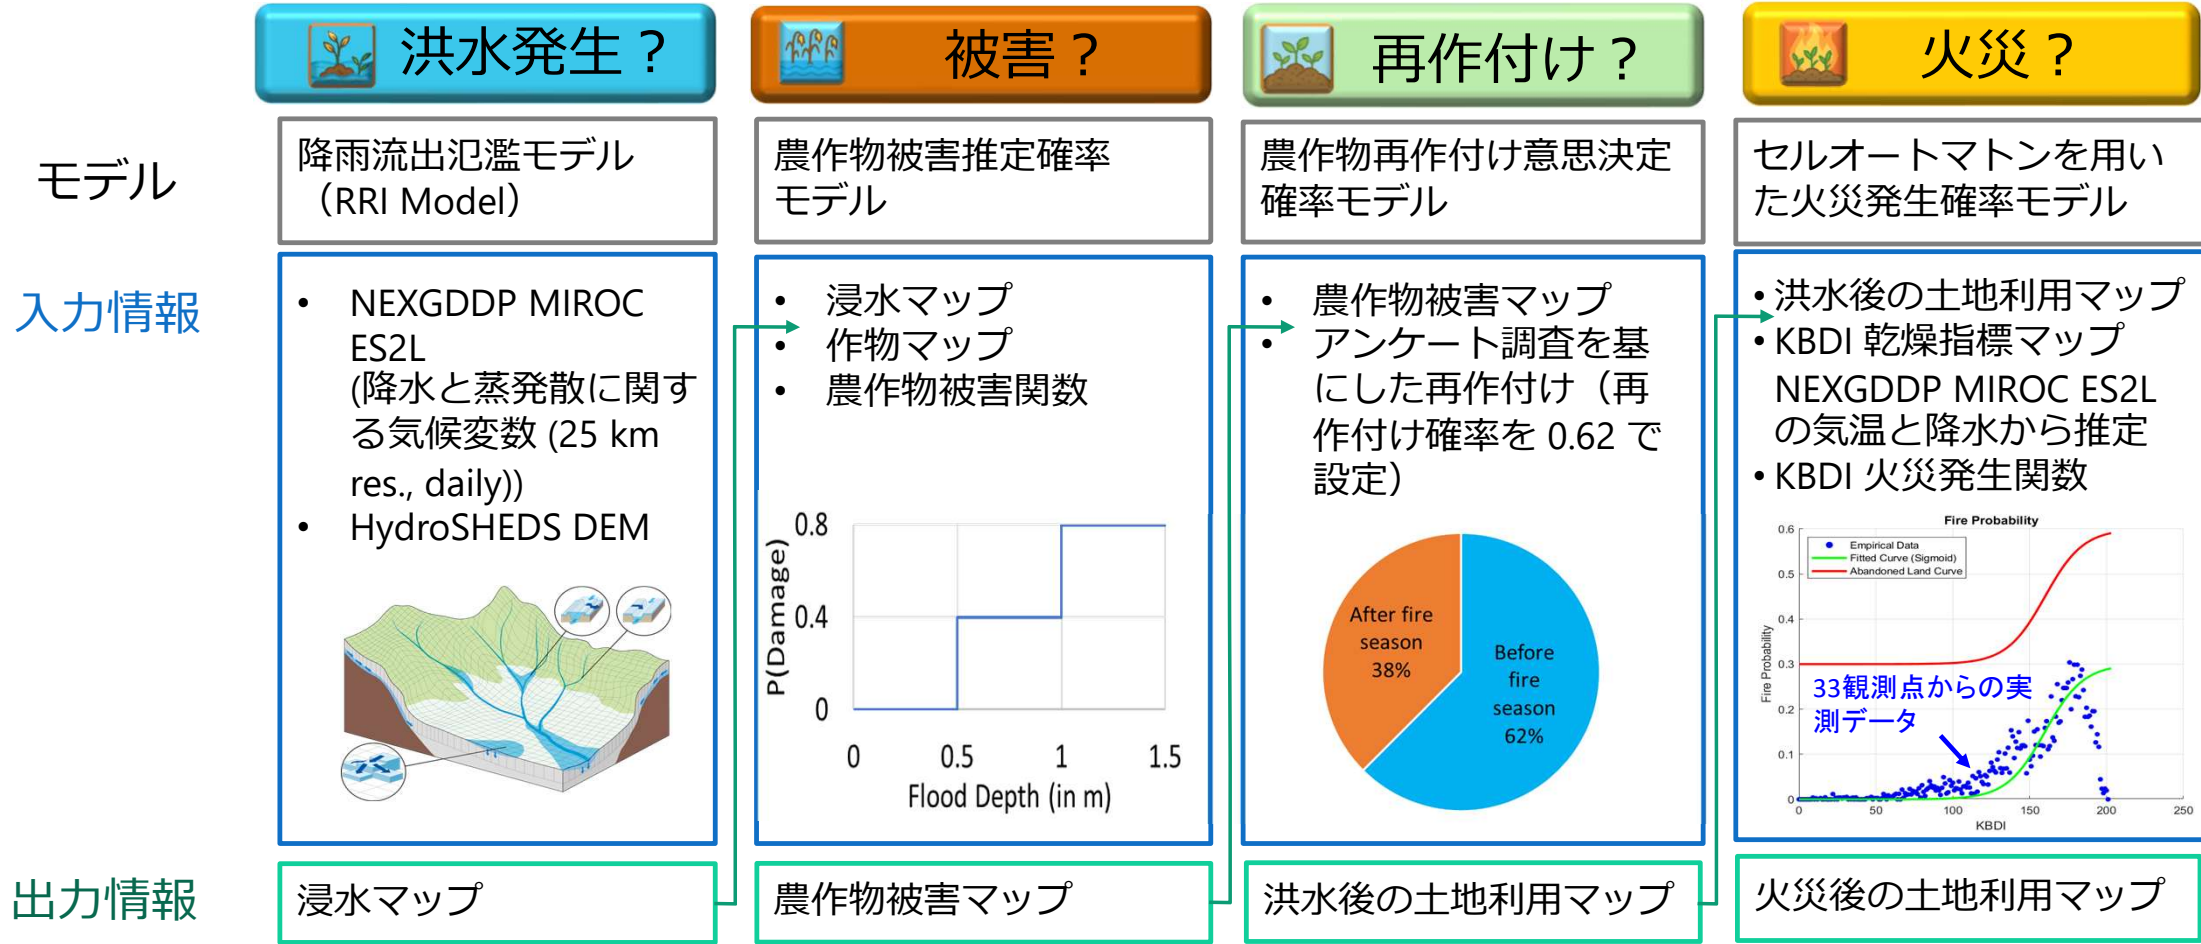 洪水発生？
被害？
再作付け？
火災？
モデル
降雨流出氾濫モデル
（RRI Model）
農作物被害推定確率
モデル
農作物再作付け意思決定
確率モデル
セルオートマトンを用い
た火災発生確率モデル
入力情報
• NEXGDDP MIROC
ES2L
(降水と蒸発散に関す
る気候変数 (25 km
res., daily))
• HydroSHEDS DEM
• 浸水マップ
• 作物マップ
• 農作物被害関数
P(Damage)
0.8
0.4
0
0 0.5 1 1.5
Flood Depth (in m)
• 農作物被害マップ
• アンケート調査を基
にした再作付け（再
作付け確率を 0.62 で
設定）
After fire
season
38%
Before
fire
season
62%
• 洪水後の土地利用マップ
• KBDI 乾燥指標マップ
NEXGDDP MIROC ES2L
の気温と降水から推定
• KBDI 火災発生関数
Fire Probability
Empirical Data
Fitted Curve (Sigmoid)
Abandoned Land Curve
Fire Probability
0.6
0.5
0.4
0.3
0.2
0.1
0
33観測点からの実
測データ
0 50 100 150 200 250
KBDI
出力情報
浸水マップ
農作物被害マップ
洪水後の土地利用マップ
火災後の土地利用マップ